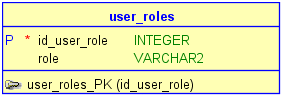 user_roles
P * id_user_role INTEGER
role VARCHAR2
user_roles_PK (id_user_role)